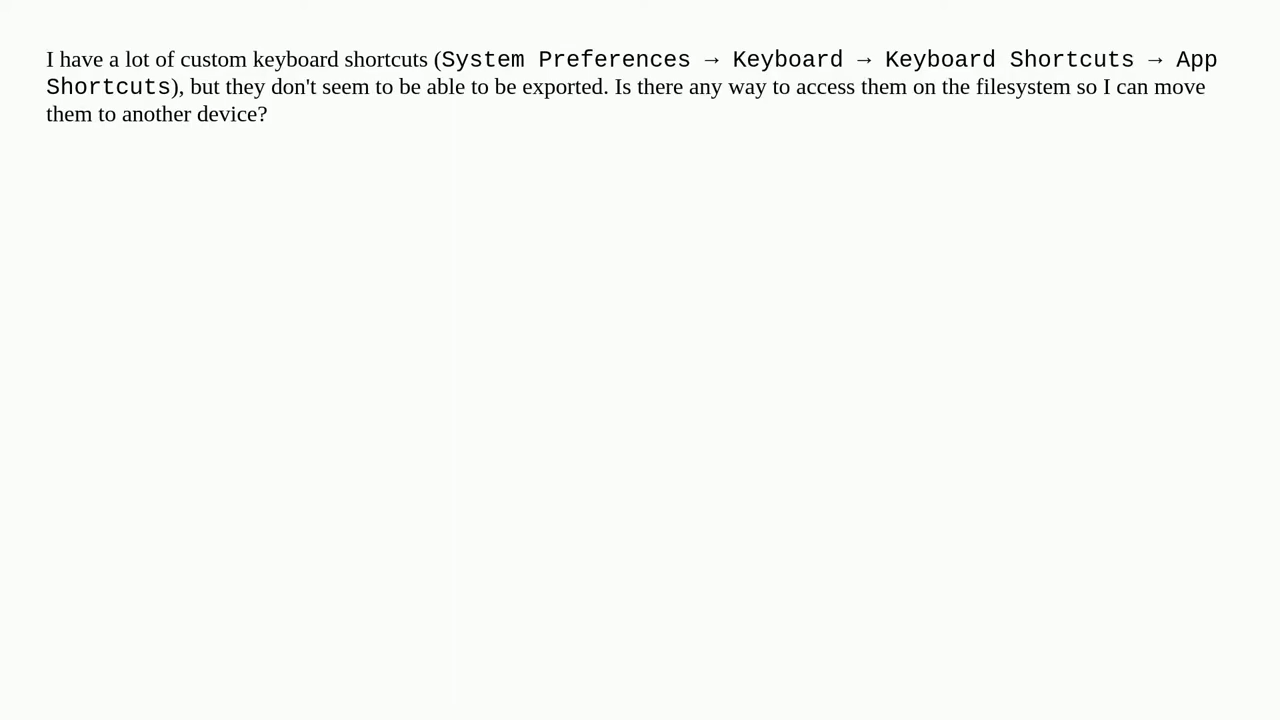 I have a lot of custom keyboard shortcuts (System Preferences → Keyboard → Keyboard Shortcuts → App
Shortcuts), but they don't seem to be able to be exported. Is there any way to access them on the filesystem so I can move
them to another device?